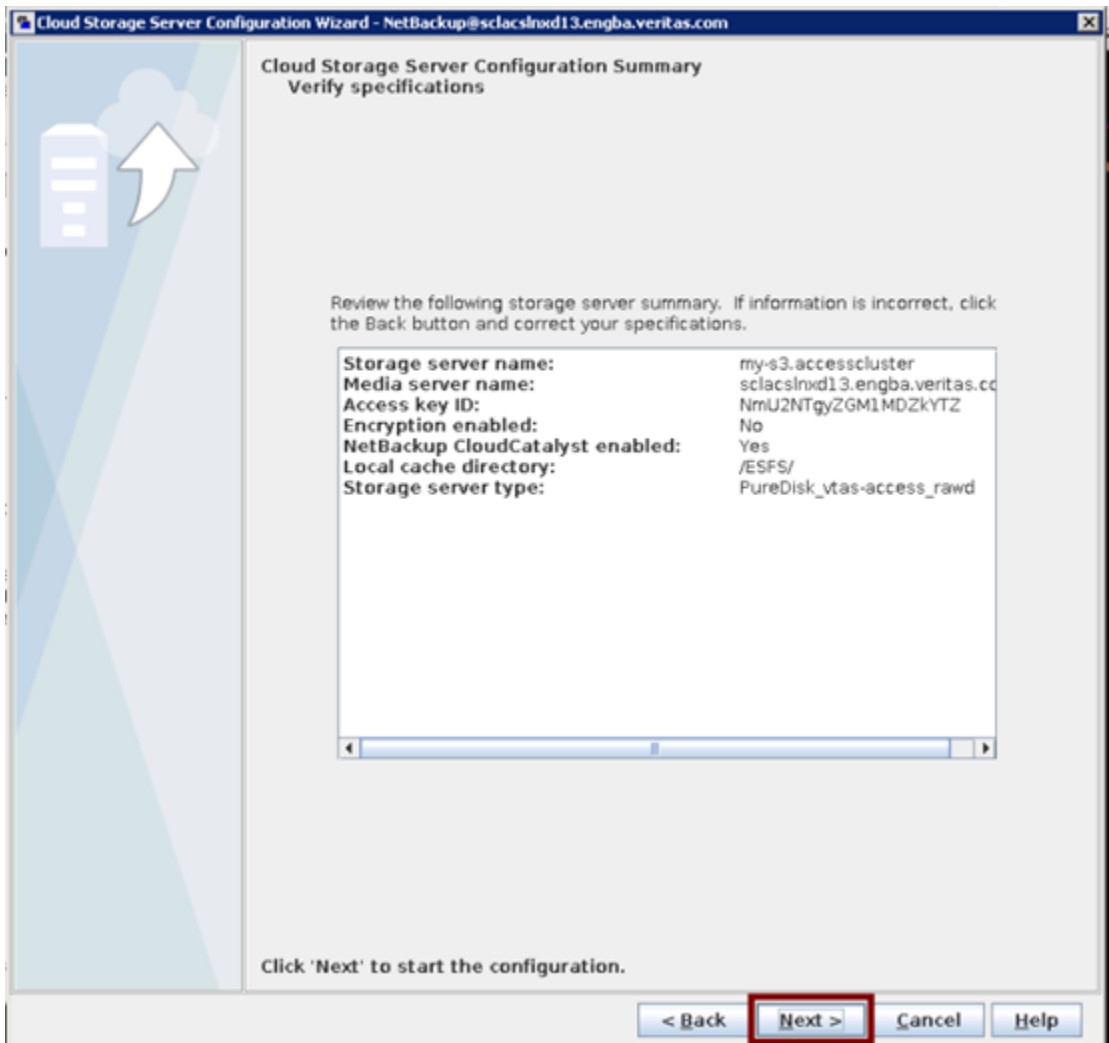 Cloud Storage Server Configuration Wizard - NetBackup@sclacslnxd13.engba.veritas.com
Cloud Storage Server Configuration Summary
Verify specifications
Review the following storage server summary. If information is incorrect, click
the Back button and correct your specifications.
Storage server name: my-s3.accesscluster
Media server name: sclacslnxd13.engba.veritas.cc
Access key ID: NmU2NTgyZGM1MDZkYTZ
Encryption enabled: No
NetBackup CloudCatalyst enabled: Yes
Local cache directory: /ESFS/
Storage server type: PureDisk_vtas-access_rawd
Click 'Next' to start the configuration.
< Back Next > Cancel Help